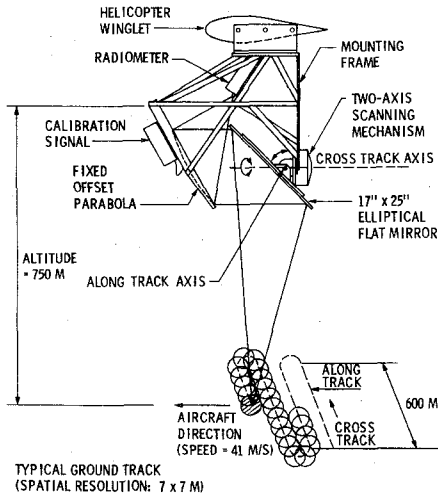 HELICOPTER
WINGLET
RADIOMETER
MOUNTING
FRAME
TWO-AXIS
SCANNING
MECHANISM
CALIBRATION
SIGNAL
CROSS TRACK AXIS
FIXED
OFFSET
PARABOLA
17" x 25"
ELLIPTICAL
FLAT MIRROR
ALTITUDE
= 750 M
ALONG TRACK AXIS
ALONG
TRACK
600 M
CROSS
TRACK
AIRCRAFT
DIRECTION
(SPEED = 41 M/S)
TYPICAL GROUND TRACK
(SPATIAL RESOLUTION: 7 x 7 M)